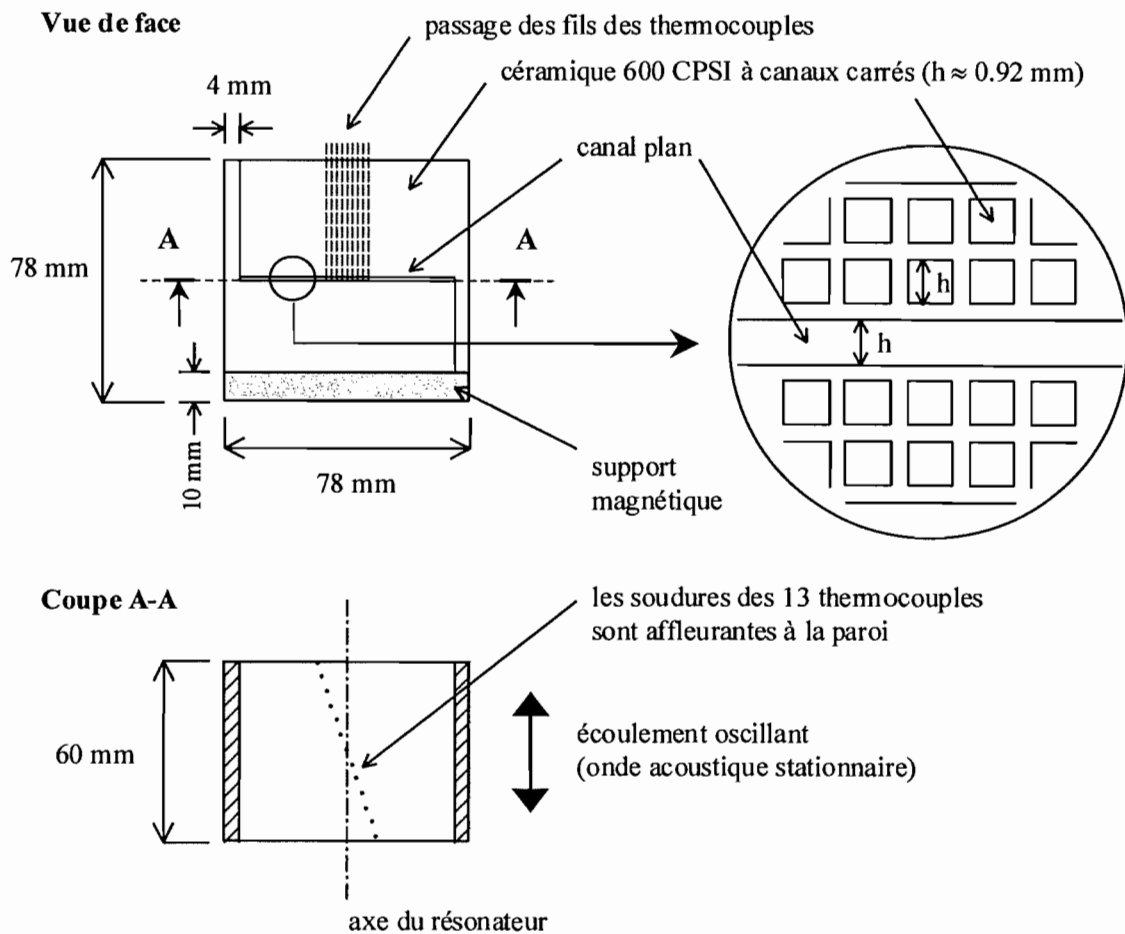 Vue de face
passage des fils des thermocouples
céramique 600 CPSI à canaux carrés (h ≈ 0.92 mm)
4 mm
canal plan
A
A
78 mm
h
h
10 mm
78 mm
support
magnétique
Coupe A-A
les soudures des 13 thermocouples
sont affleurantes à la paroi
60 mm
écoulement oscillant
(onde acoustique stationnaire)
axe du résonateur